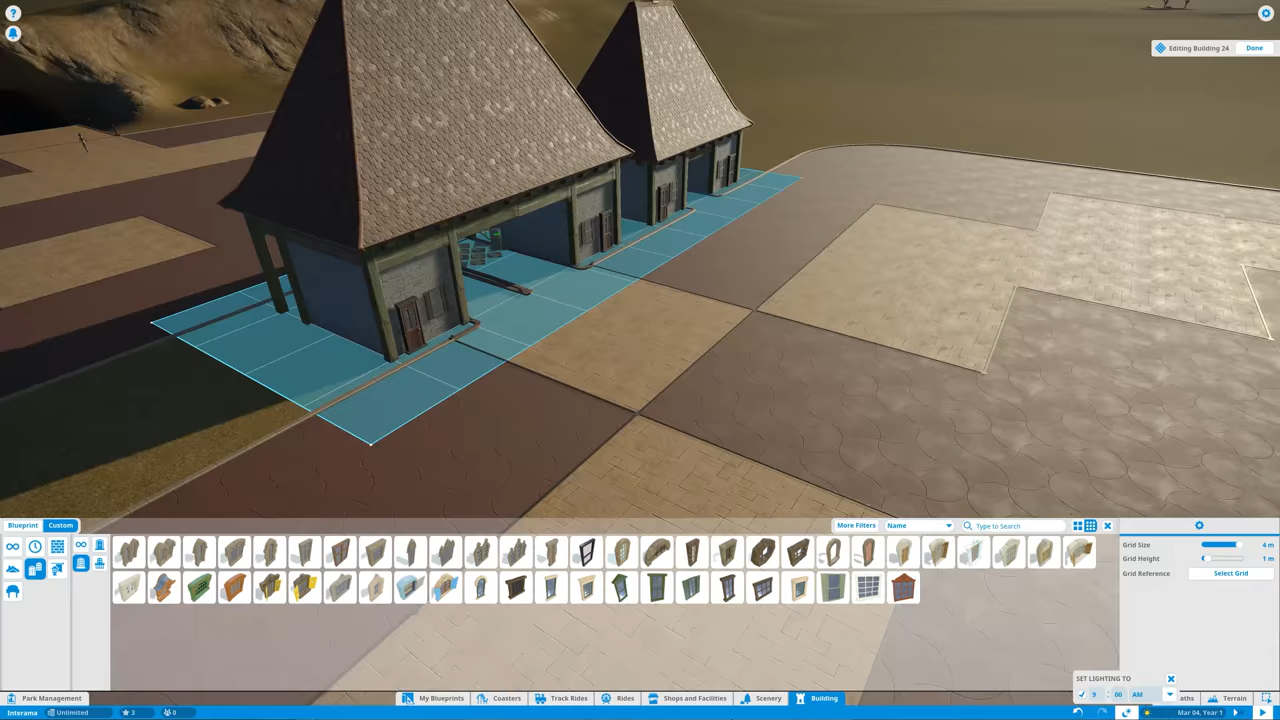 Editing Building 24 Done
Blueprint Custom
More Filters Name Type to Search
Grid Size 4 m
Grid Height 1 m
Grid Reference Select Grid
SET LIGHTING TO
9 : 00 AM
Park Management My Blueprints Coasters Track Rides Rides Shops and Facilities Scenery Building aths Terrain
Interama Unlimited 3 0 Mar 04, Year 1